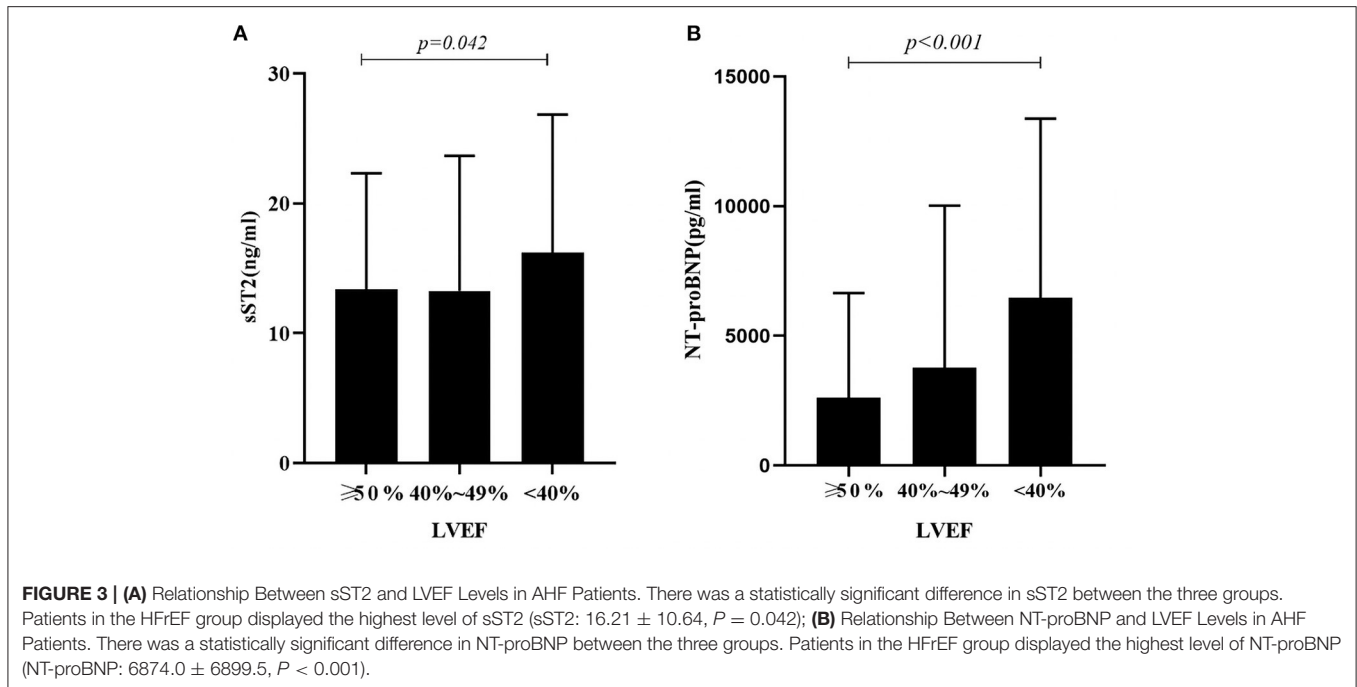 A
p=0.042
30
20
10
0
sST2(ng/ml)
⩾50% 40%~49% <40%
LVEF
B
p<0.001
15000
10000
5000
0
NT-proBNP(pg/ml)
⩾50% 40%~49% <40%
LVEF
FIGURE 3 | (A) Relationship Between sST2 and LVEF Levels in AHF Patients. There was a statistically significant difference in sST2 between the three groups.
Patients in the HFrEF group displayed the highest level of sST2 (sST2: 16.21 ± 10.64, P = 0.042); (B) Relationship Between NT-proBNP and LVEF Levels in AHF
Patients. There was a statistically significant difference in NT-proBNP between the three groups. Patients in the HFrEF group displayed the highest level of NT-proBNP
(NT-proBNP: 6874.0 ± 6899.5, P < 0.001).